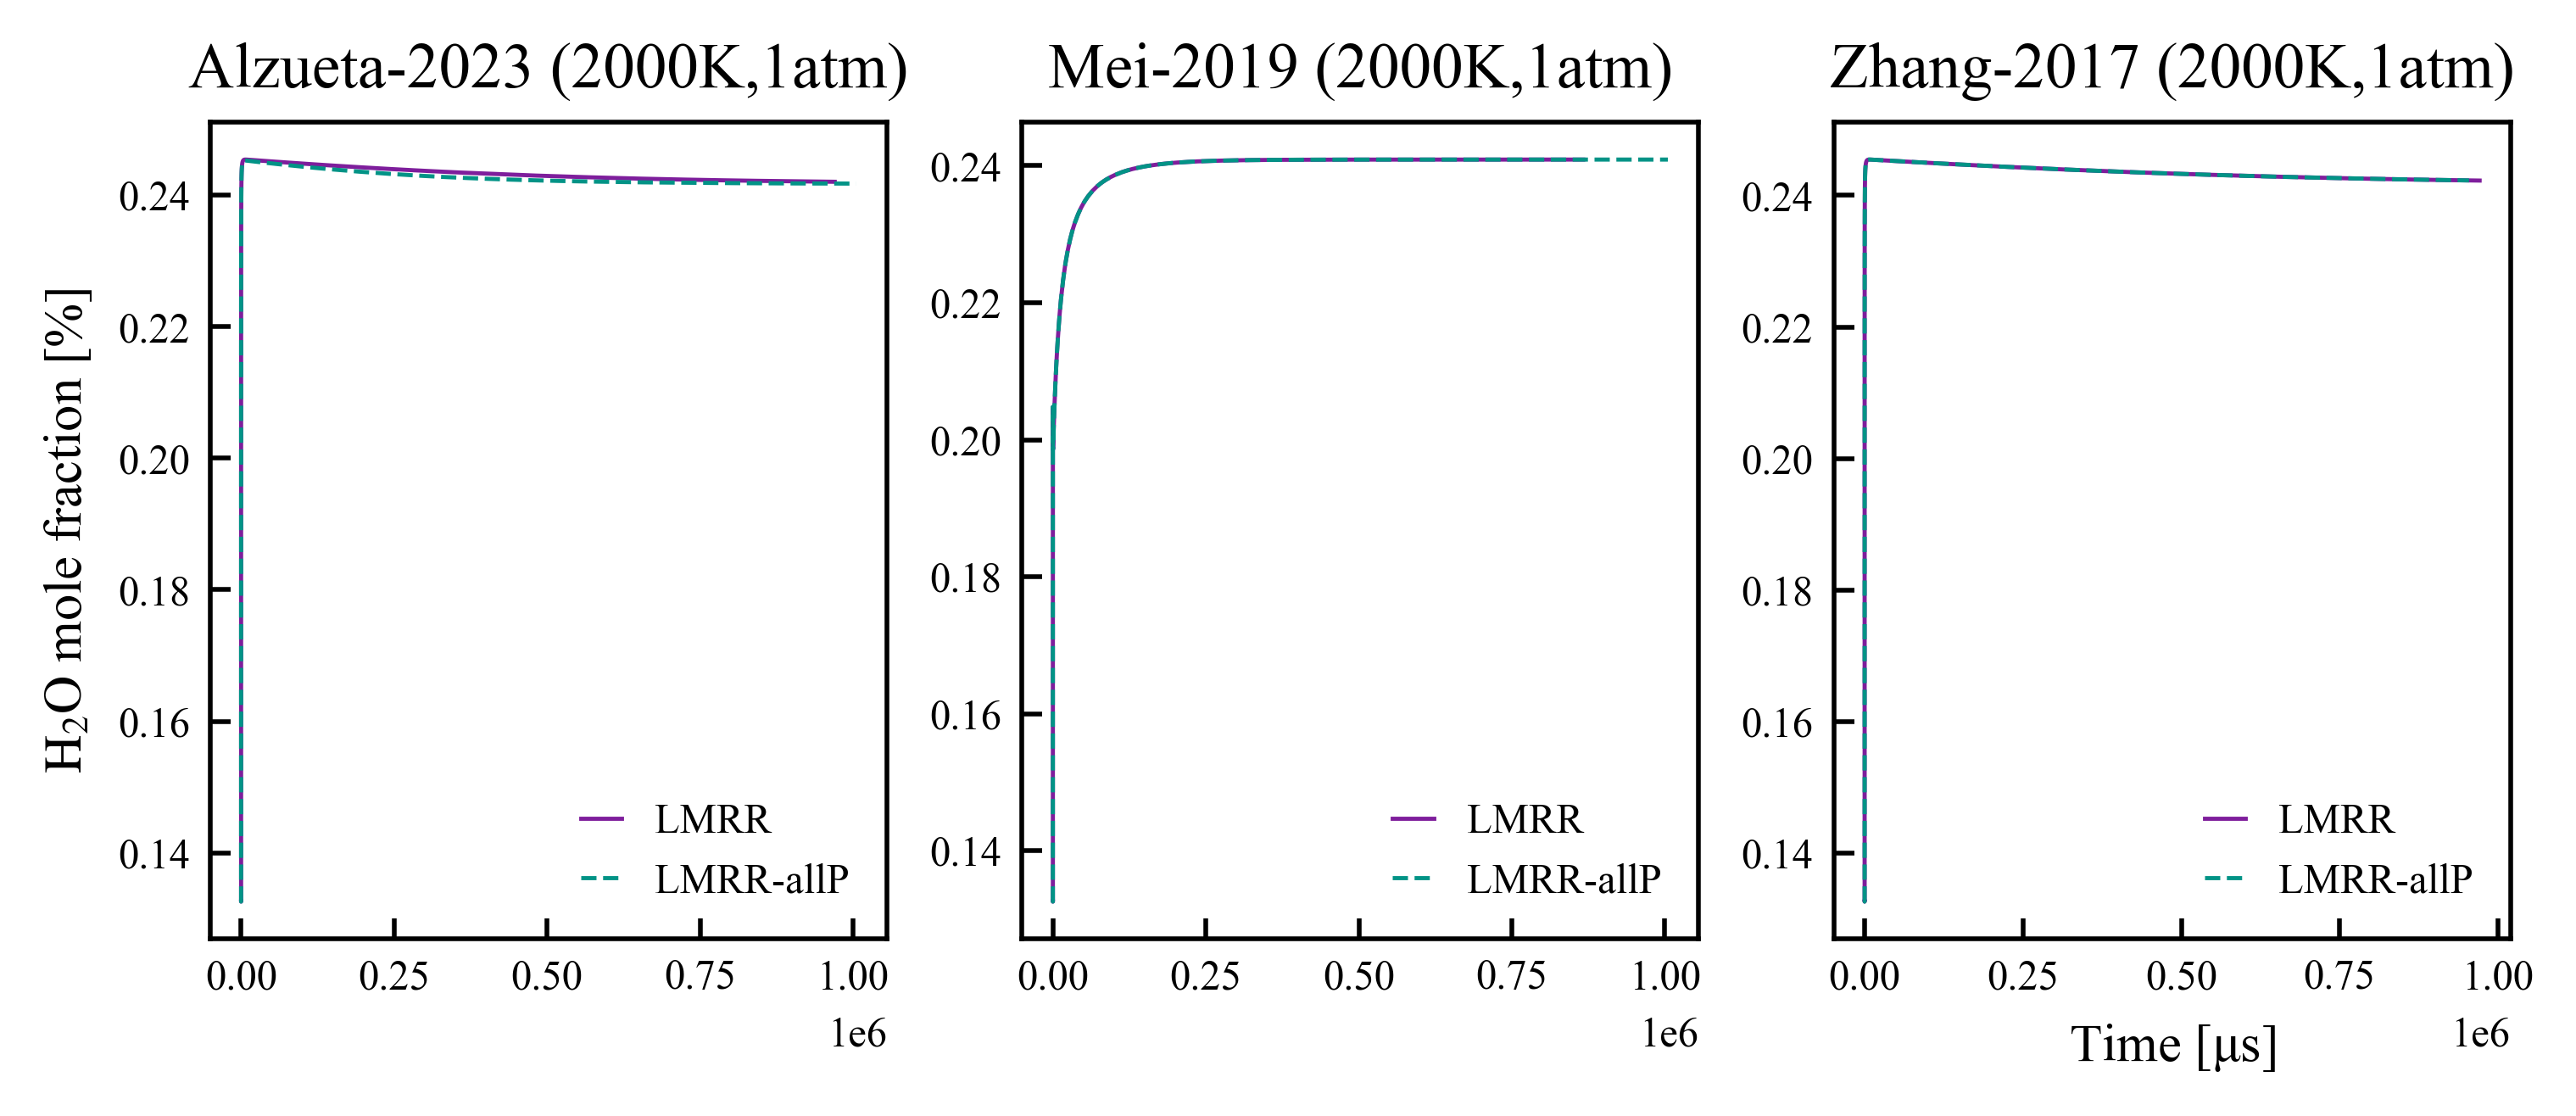 Alzueta-2023 (2000K,1atm)
Mei-2019 (2000K,1atm)
Zhang-2017 (2000K,1atm)
H₂O mole fraction [%]
0.24
0.22
0.20
0.18
0.16
0.14
LMRR
LMRR-allP
0.00 0.25 0.50 0.75 1.00
1e6
0.24
0.22
0.20
0.18
0.16
0.14
LMRR
LMRR-allP
0.00 0.25 0.50 0.75 1.00
1e6
0.24
0.22
0.20
0.18
0.16
0.14
LMRR
LMRR-allP
0.00 0.25 0.50 0.75 1.00
Time [μs]
1e6